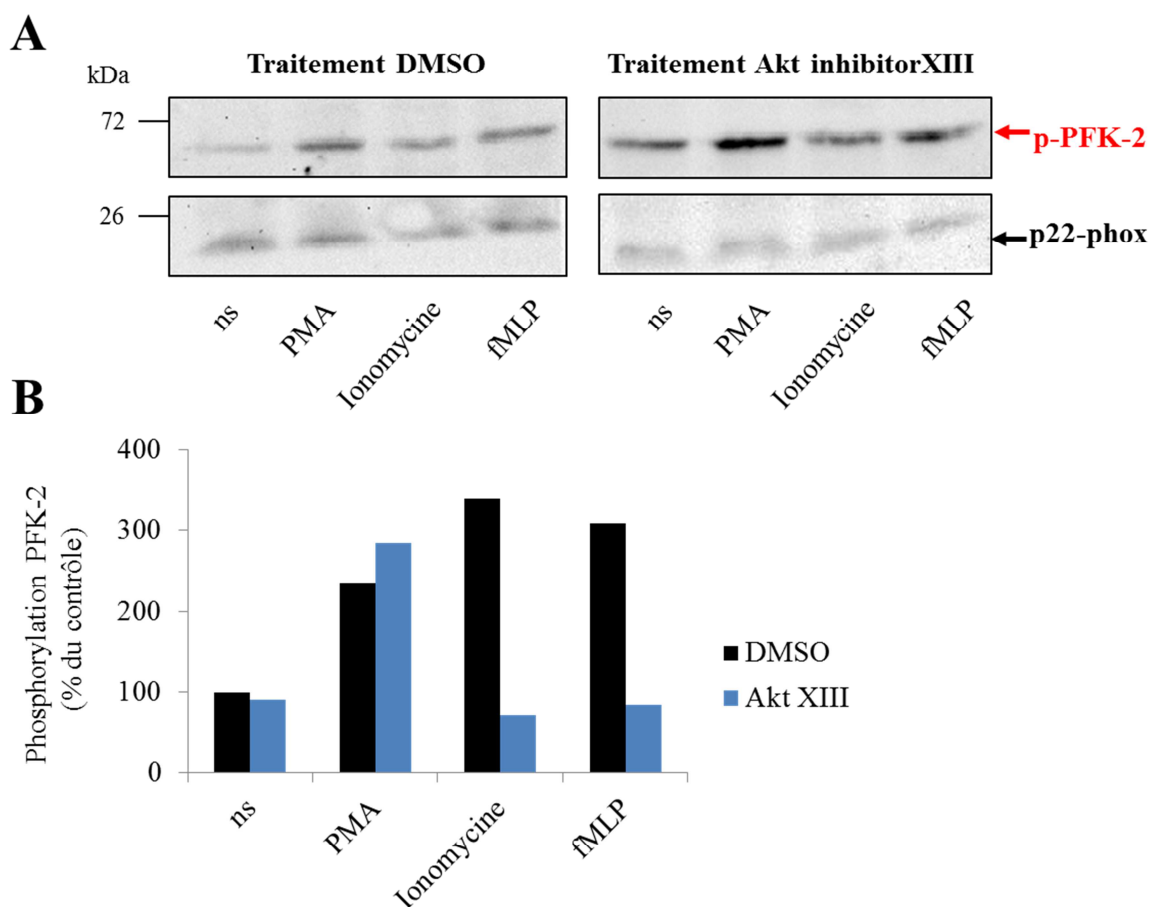 A
kDa
Traitement DMSO
Traitement Akt inhibitorXIII
72
p-PFK-2
26
p22-phox
ns
PMA
Ionomycine
fMLP
ns
PMA
Ionomycine
fMLP
B
Phosphorylation PFK-2
(% du contrôle)
400
300
200
100
0
DMSO
Akt XIII
ns
PMA
Ionomycine
fMLP